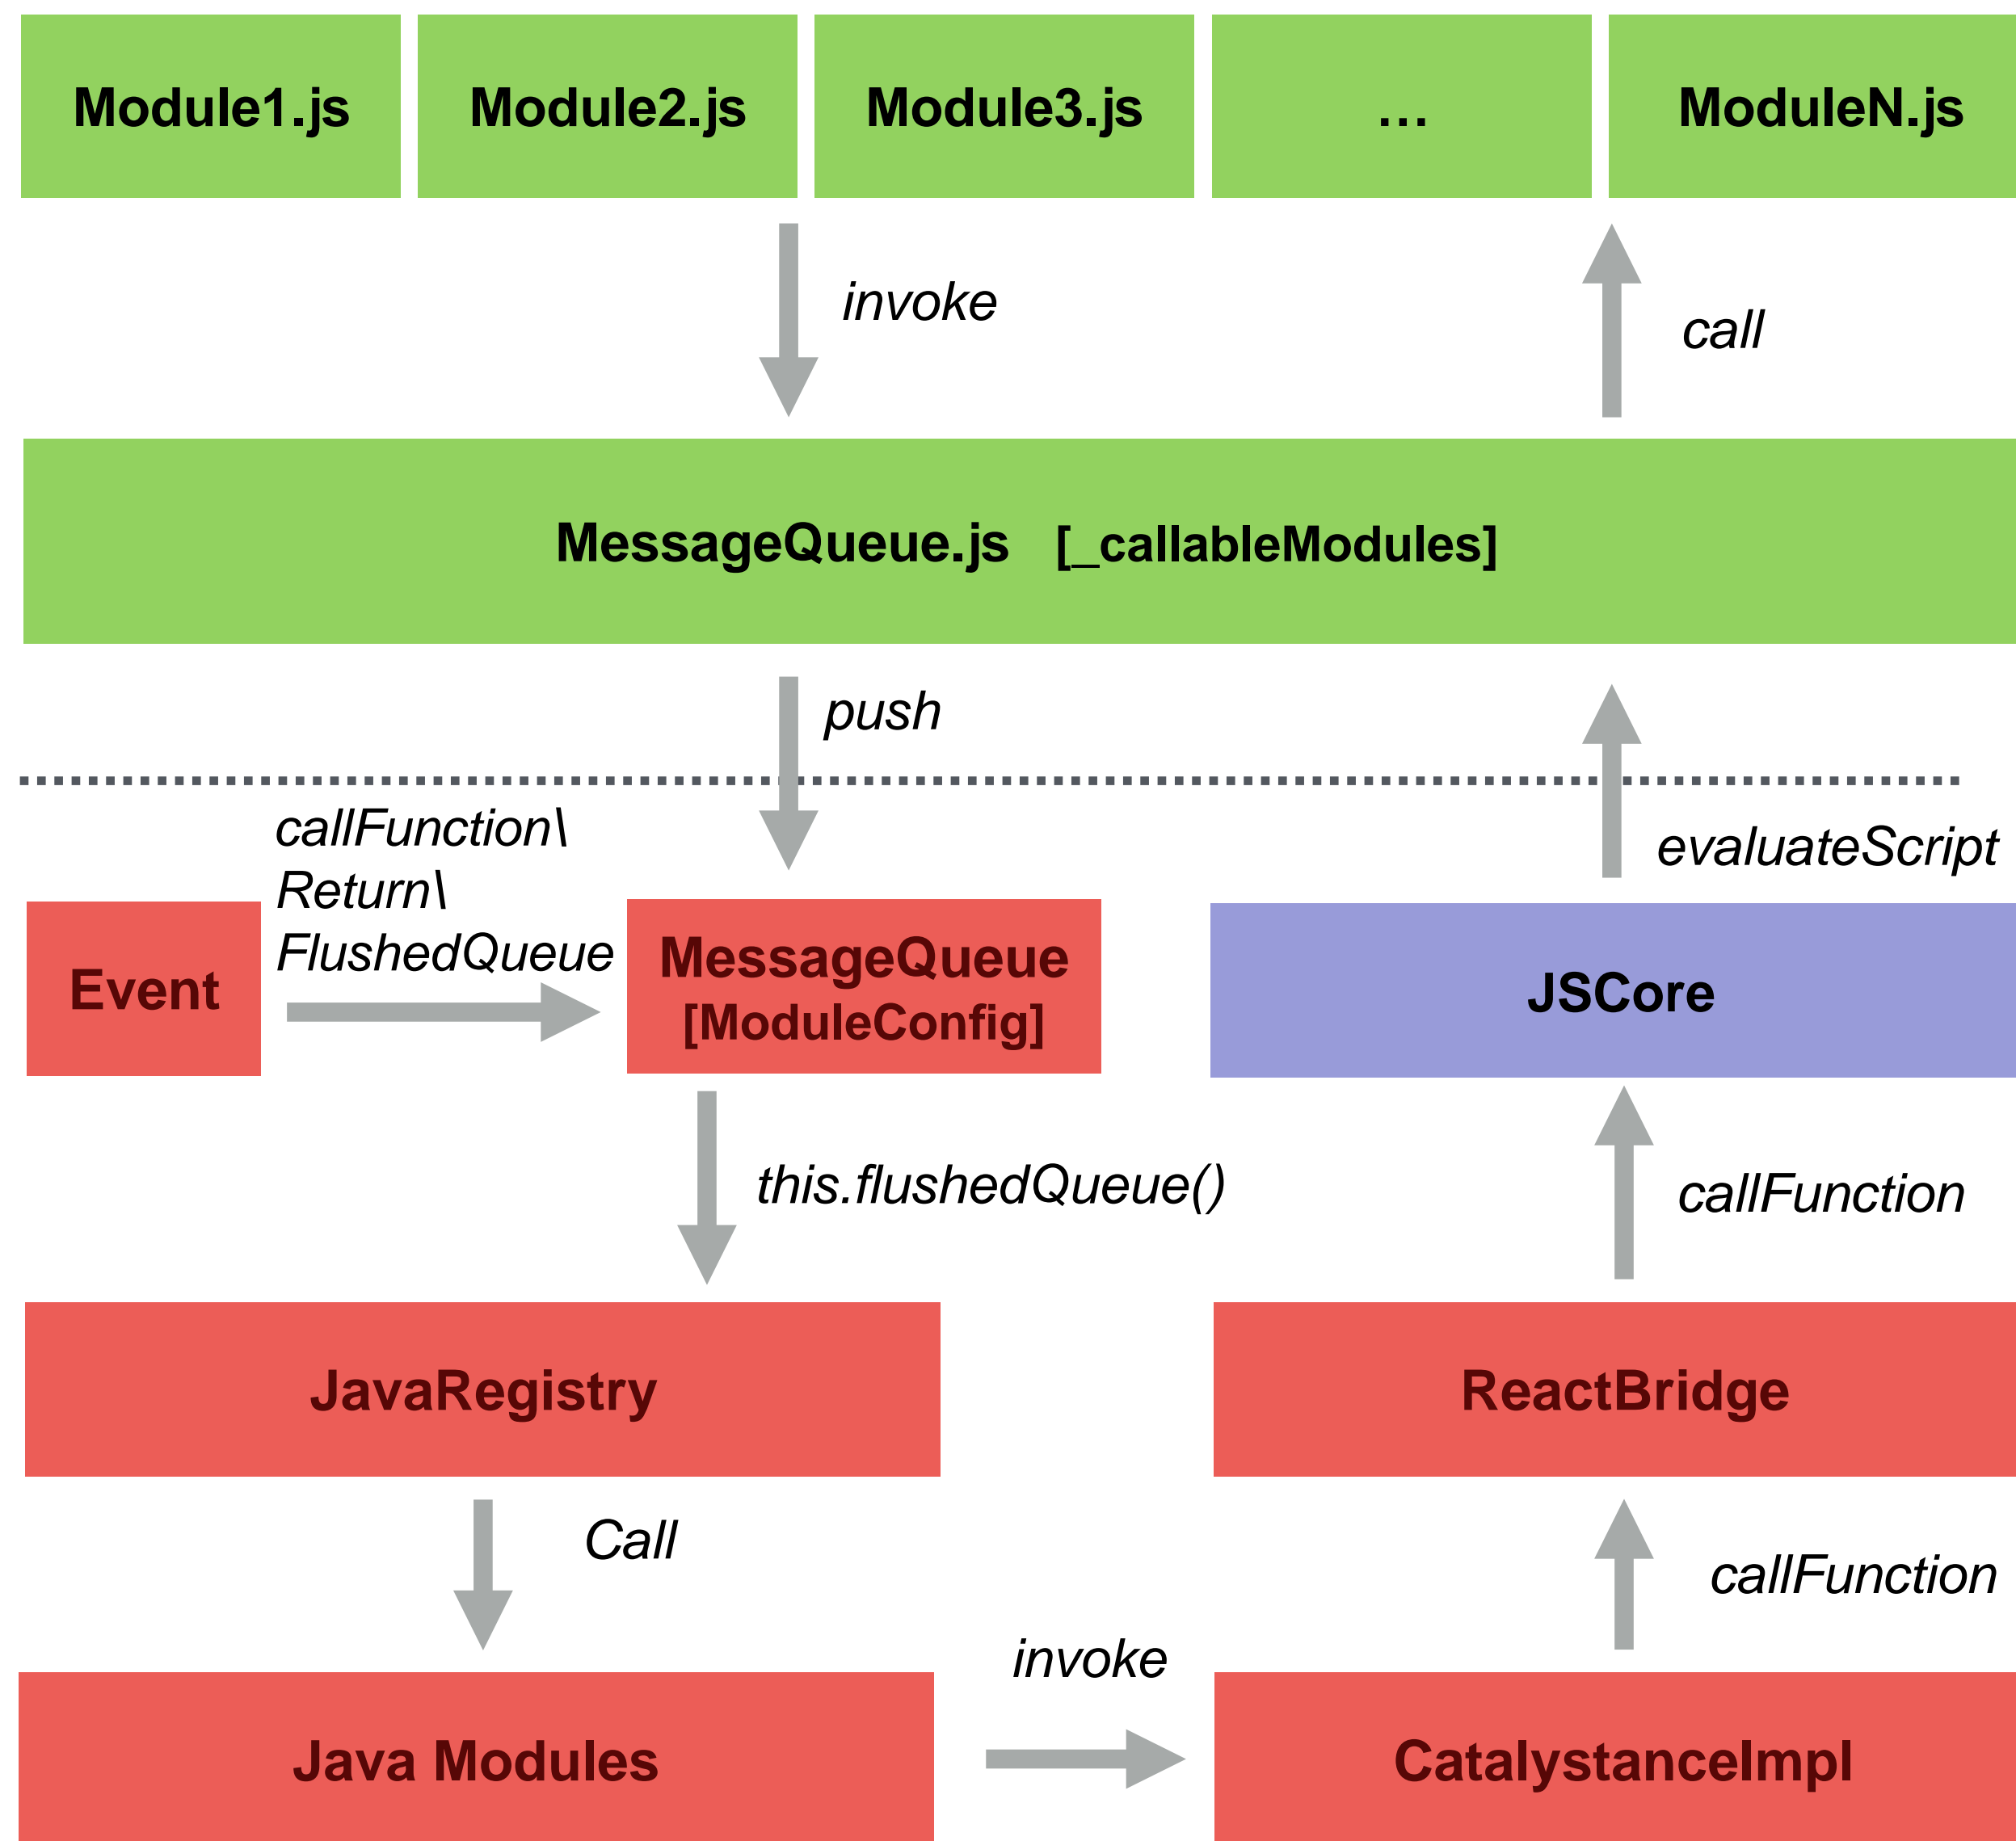 Module1.js
Module2.js
Module3.js
...
ModuleN.js
invoke
call
MessageQueue.js [_callableModules]
push
callFunction\
Return\
FlushedQueue
evaluateScript
Event
MessageQueue
[ModuleConfig]
JSCore
this.flushedQueue()
callFunction
JavaRegistry
ReactBridge
Call
callFunction
invoke
Java Modules
CatalystanceImpl